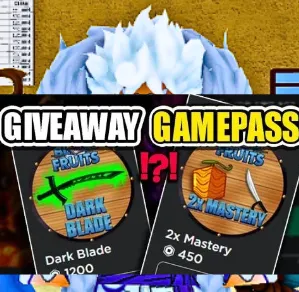 GIVEAWAY GAMEPASS
!?!
FRUITS
DARK
BLADE
Dark Blade
1200
FRUITS
2X MASTERY
2x Mastery
450